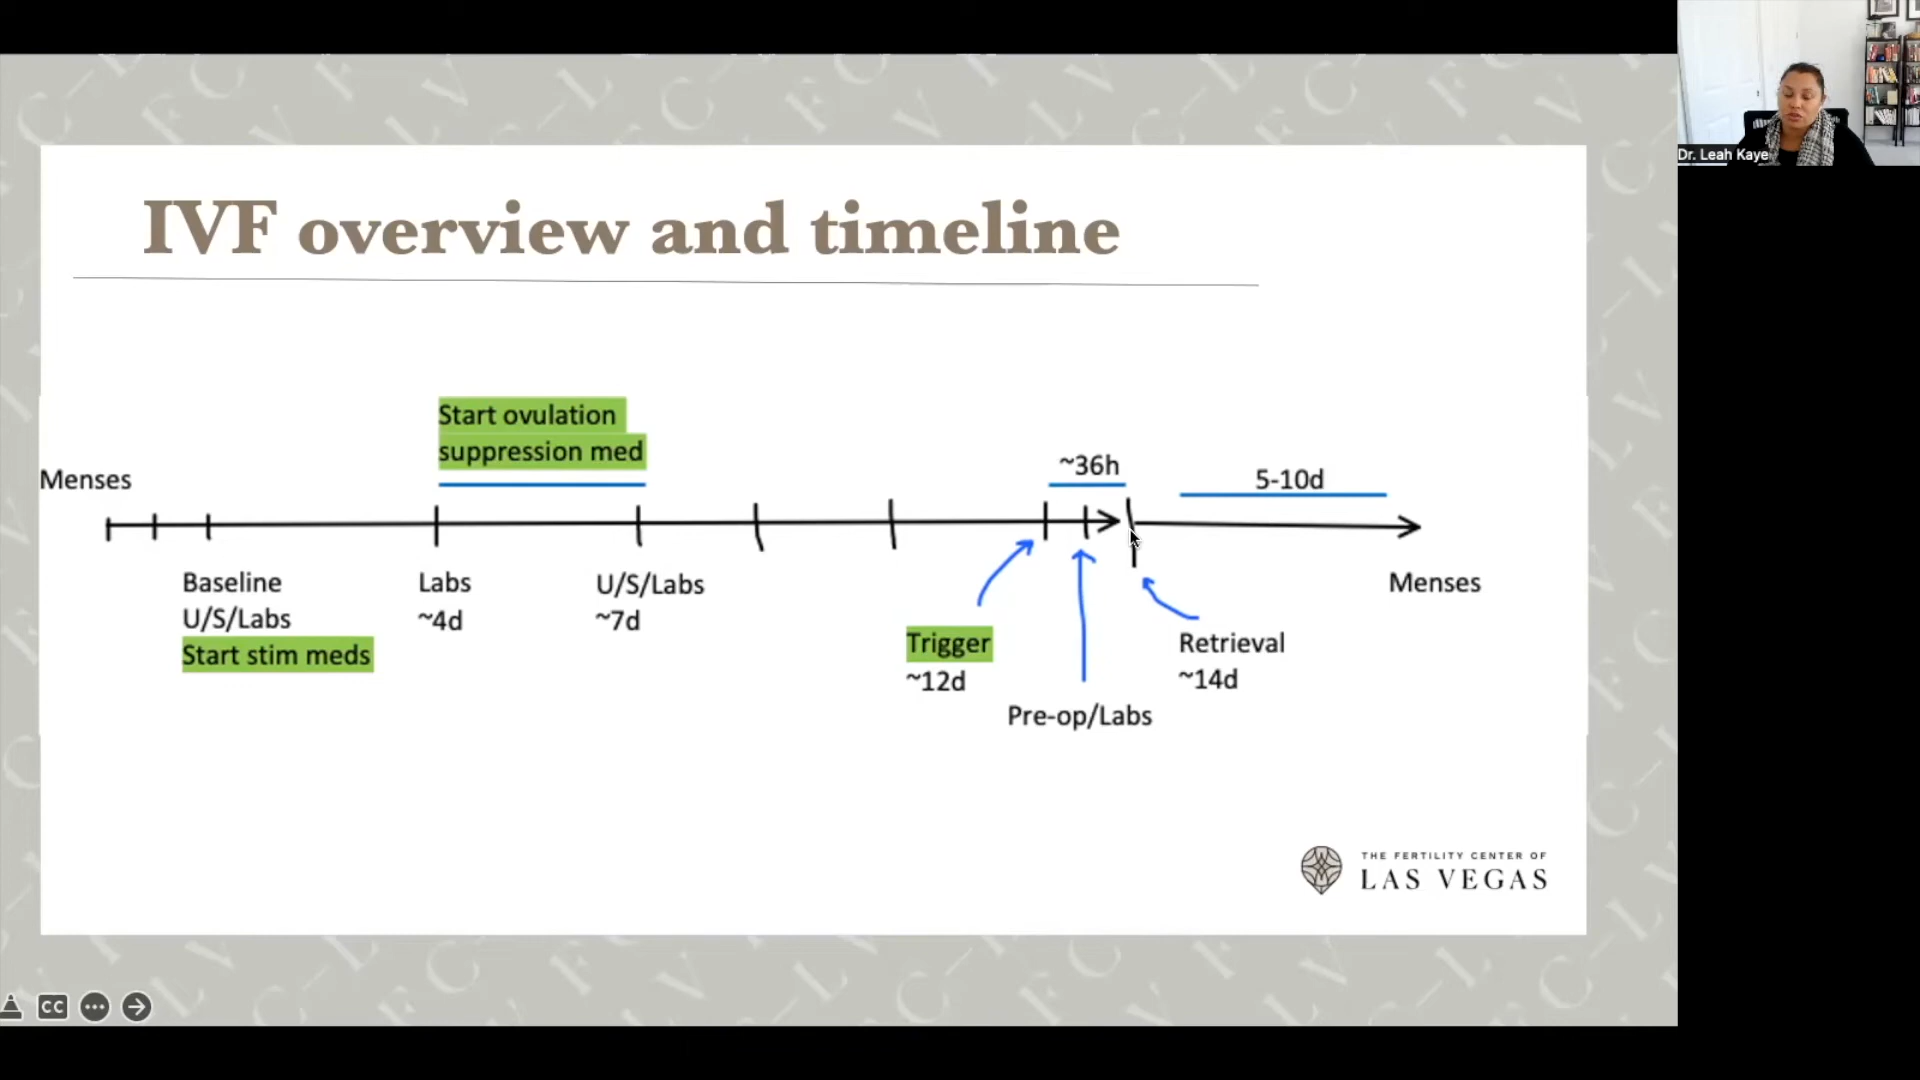 Dr. Leah Kaye
IVF overview and timeline
Start ovulation
suppression med
Menses
~36h
5-10d
Baseline
U/S/Labs
Start stim meds
Labs
~4d
U/S/Labs
~7d
Trigger
~12d
Pre-op/Labs
Retrieval
~14d
Menses
THE FERTILITY CENTER OF
LAS VEGAS
CC